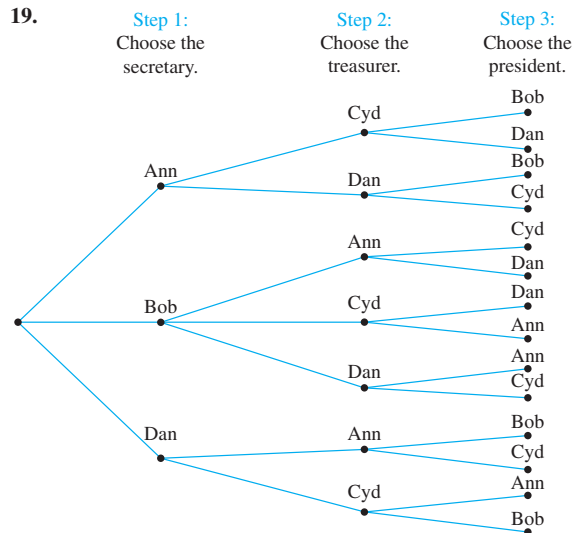 19.
Step 1:
Choose the
secretary.
Step 2:
Choose the
treasurer.
Step 3:
Choose the
president.
Ann
Cyd
Bob
Dan
Dan
Bob
Cyd
Bob
Ann
Cyd
Dan
Cyd
Dan
Ann
Dan
Ann
Cyd
Dan
Ann
Bob
Cyd
Cyd
Ann
Bob